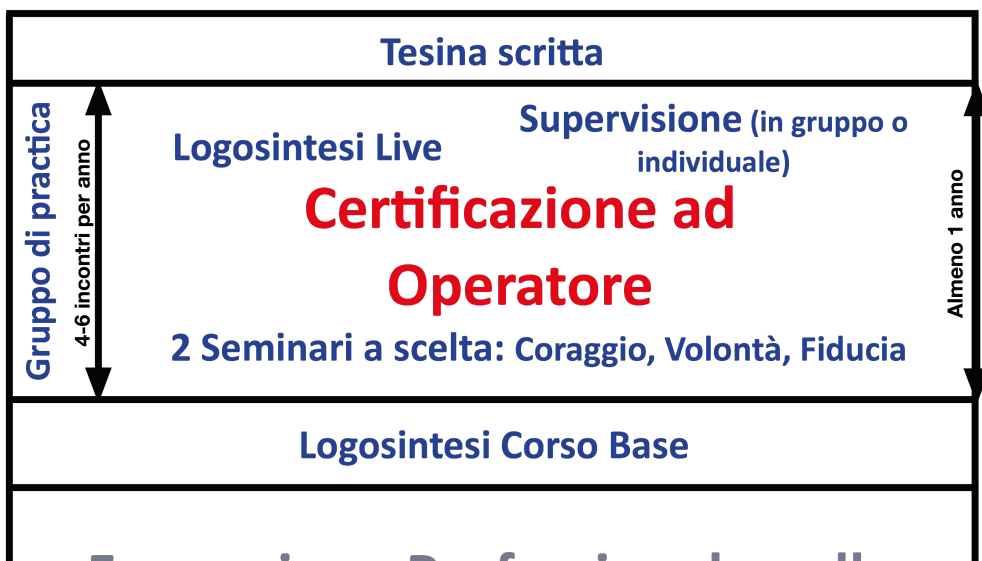 Tesina scritta
Gruppo di practica
4-6 incontri per anno
Logosintesi Live
Supervisione (in gruppo o
individuale)
Certificazione ad
Operatore
2 Seminari a scelta: Coraggio, Volontà, Fiducia
Almeno 1 anno
Logosintesi Corso Base